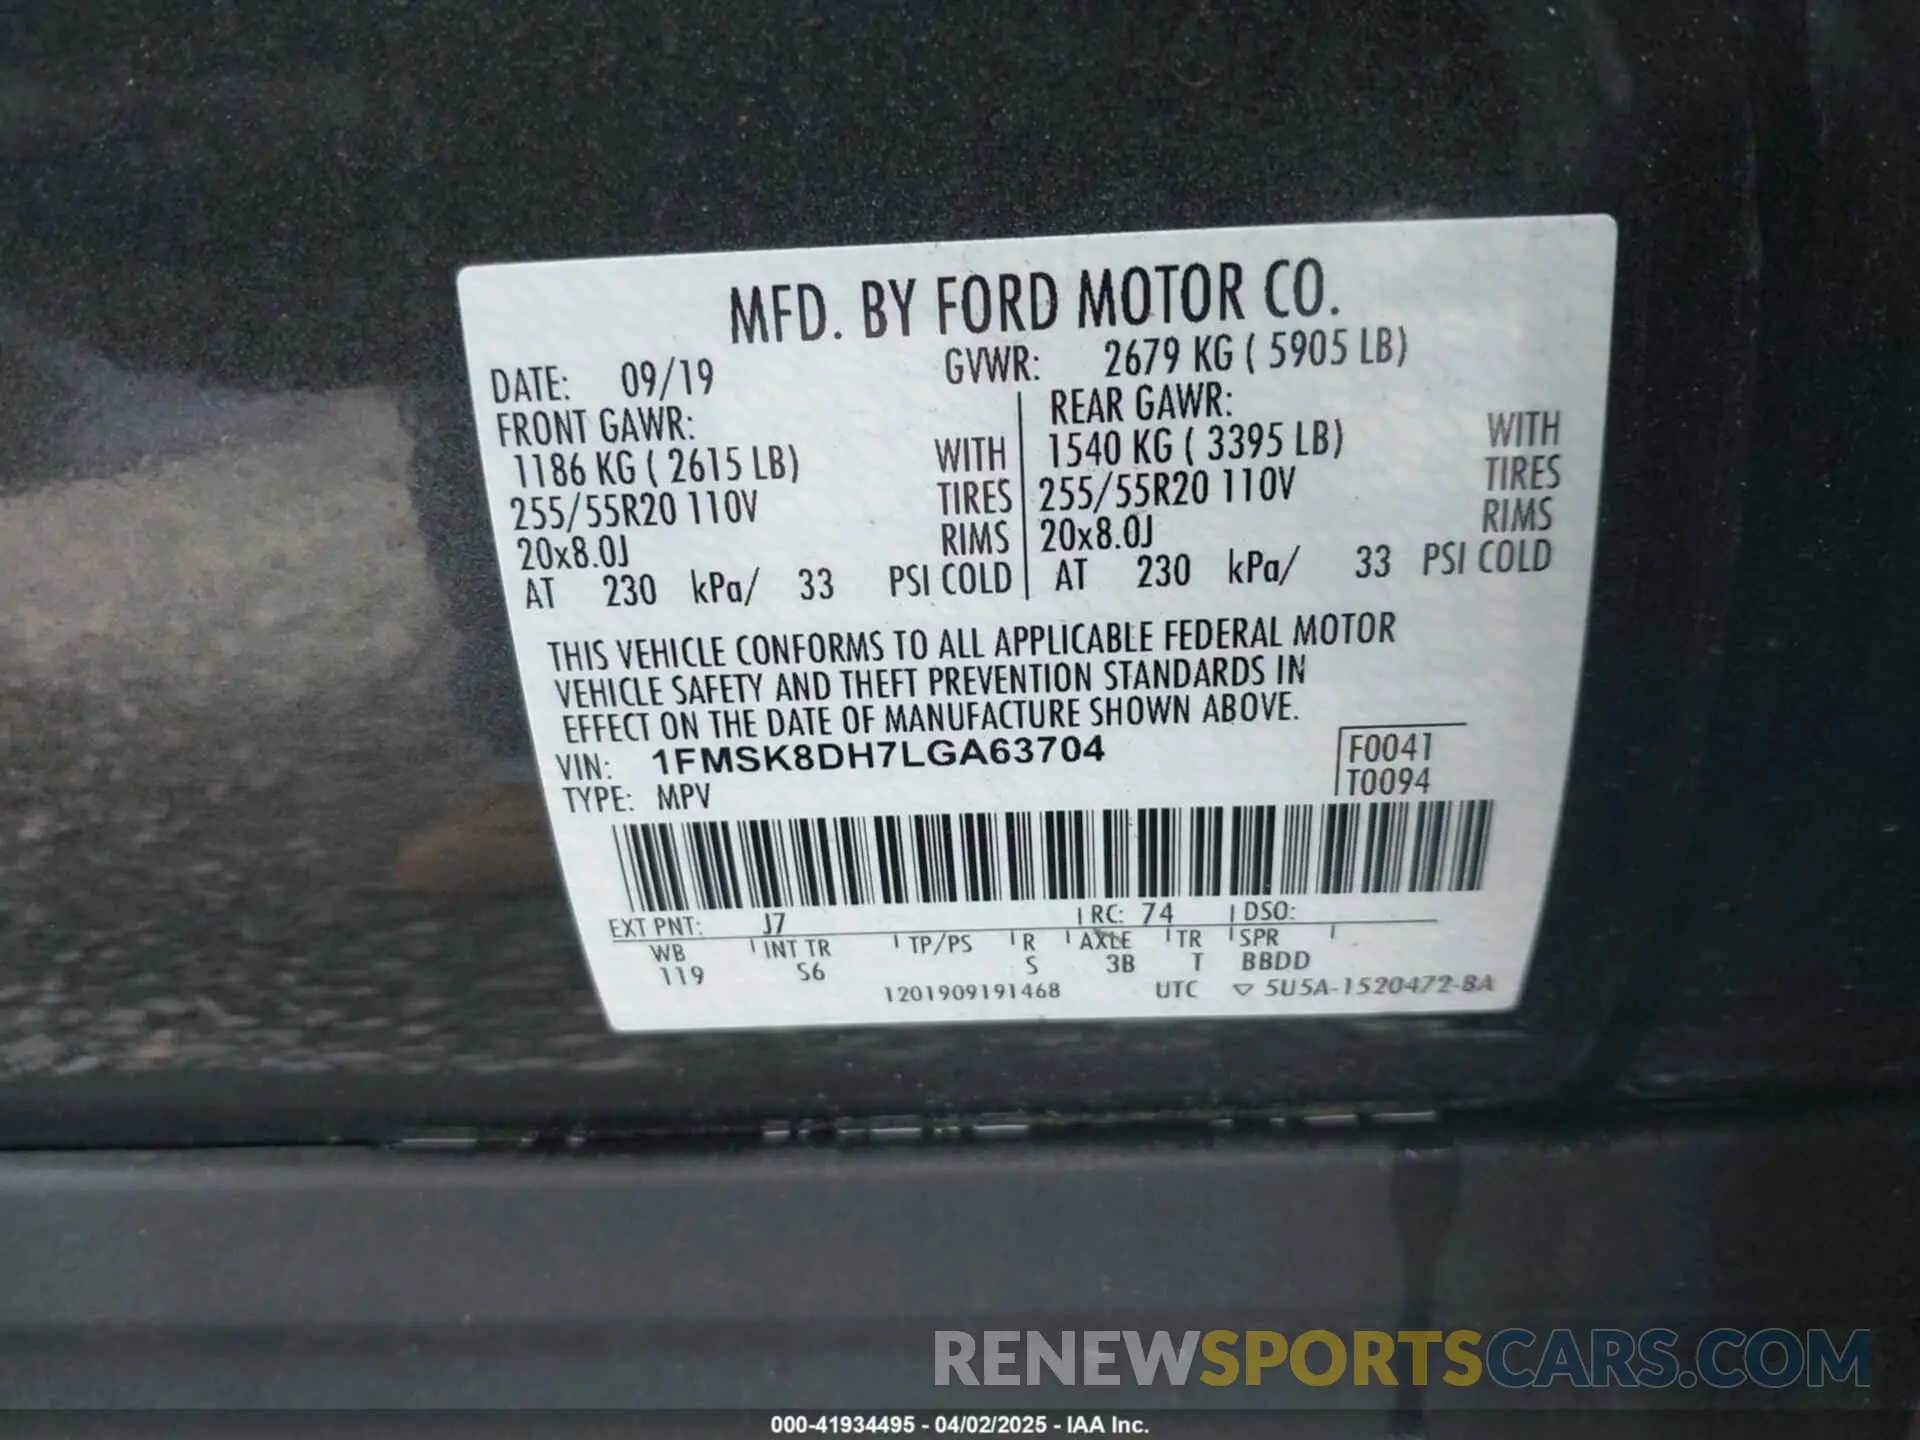 MFD. BY FORD MOTOR CO.
DATE: 09/19 GVWR: 2679 KG ( 5905 LB)
FRONT GAWR: REAR GAWR:
1186 KG ( 2615 LB) WITH 1540 KG ( 3395 LB) WITH
255/55R20 110V TIRES 255/55R20 110V TIRES
20x8.0J RIMS 20x8.0J RIMS
AT 230 kPa/ 33 PSI COLD AT 230 kPa/ 33 PSI COLD
THIS VEHICLE CONFORMS TO ALL APPLICABLE FEDERAL MOTOR
VEHICLE SAFETY AND THEFT PREVENTION STANDARDS IN
EFFECT ON THE DATE OF MANUFACTURE SHOWN ABOVE.
VIN: 1FMSK8DH7LGA63704 F0041
TYPE: MPV T0094
EXT PNT: J7 RC: 74 DSO:
WB INT TR TP/PS R AXLE TR SPR
119 S6 S 3B T BBDD
1201909191468 UTC ▽ 5U5A-1520472-BA
RENEWSPORTSCARS.COM
000-41934495 - 04/02/2025 - IAA Inc.